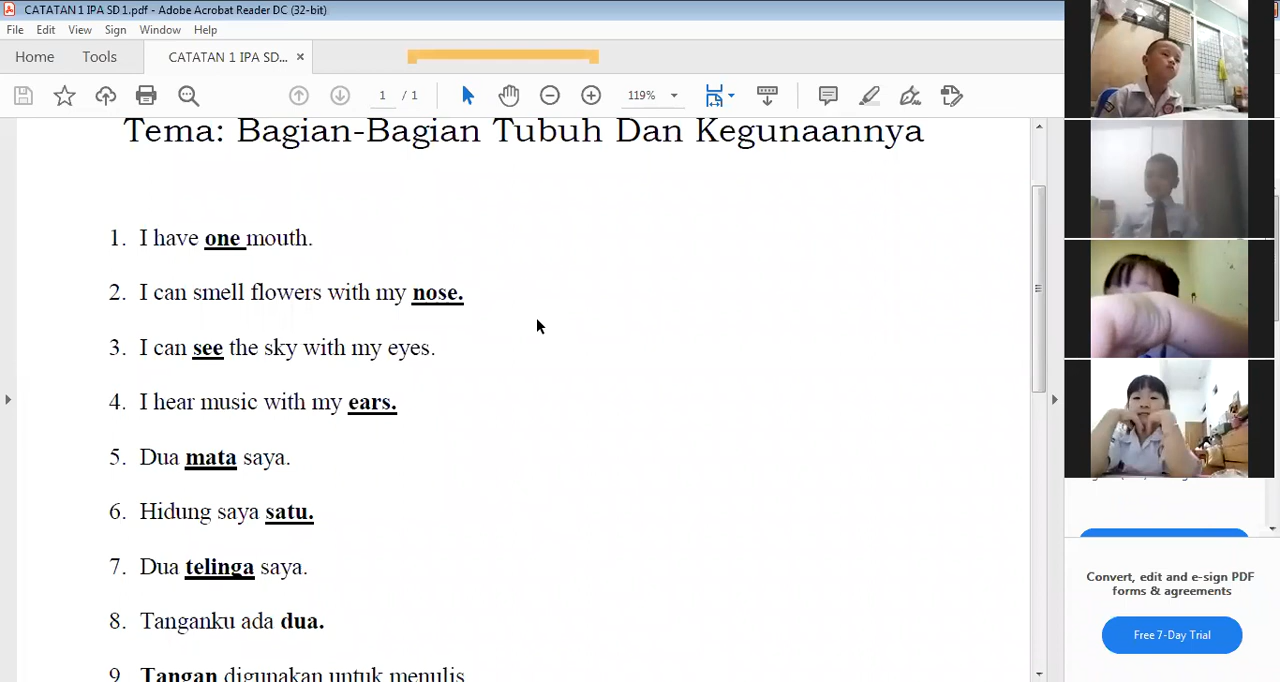 CATATAN 1 IPA SD 1.pdf - Adobe Acrobat Reader DC (32-bit)
File Edit View Sign Window Help
Home Tools CATATAN 1 IPA SD... ×
1 / 1 119%
Tema: Bagian-Bagian Tubuh Dan Kegunaannya
1. I have one mouth.
2. I can smell flowers with my nose.
3. I can see the sky with my eyes.
4. I hear music with my ears.
5. Dua mata saya.
6. Hidung saya satu.
7. Dua telinga saya.
8. Tanganku ada dua.
9. Tangan digunakan untuk menulis
Convert, edit and e-sign PDF
forms & agreements
Free 7-Day Trial